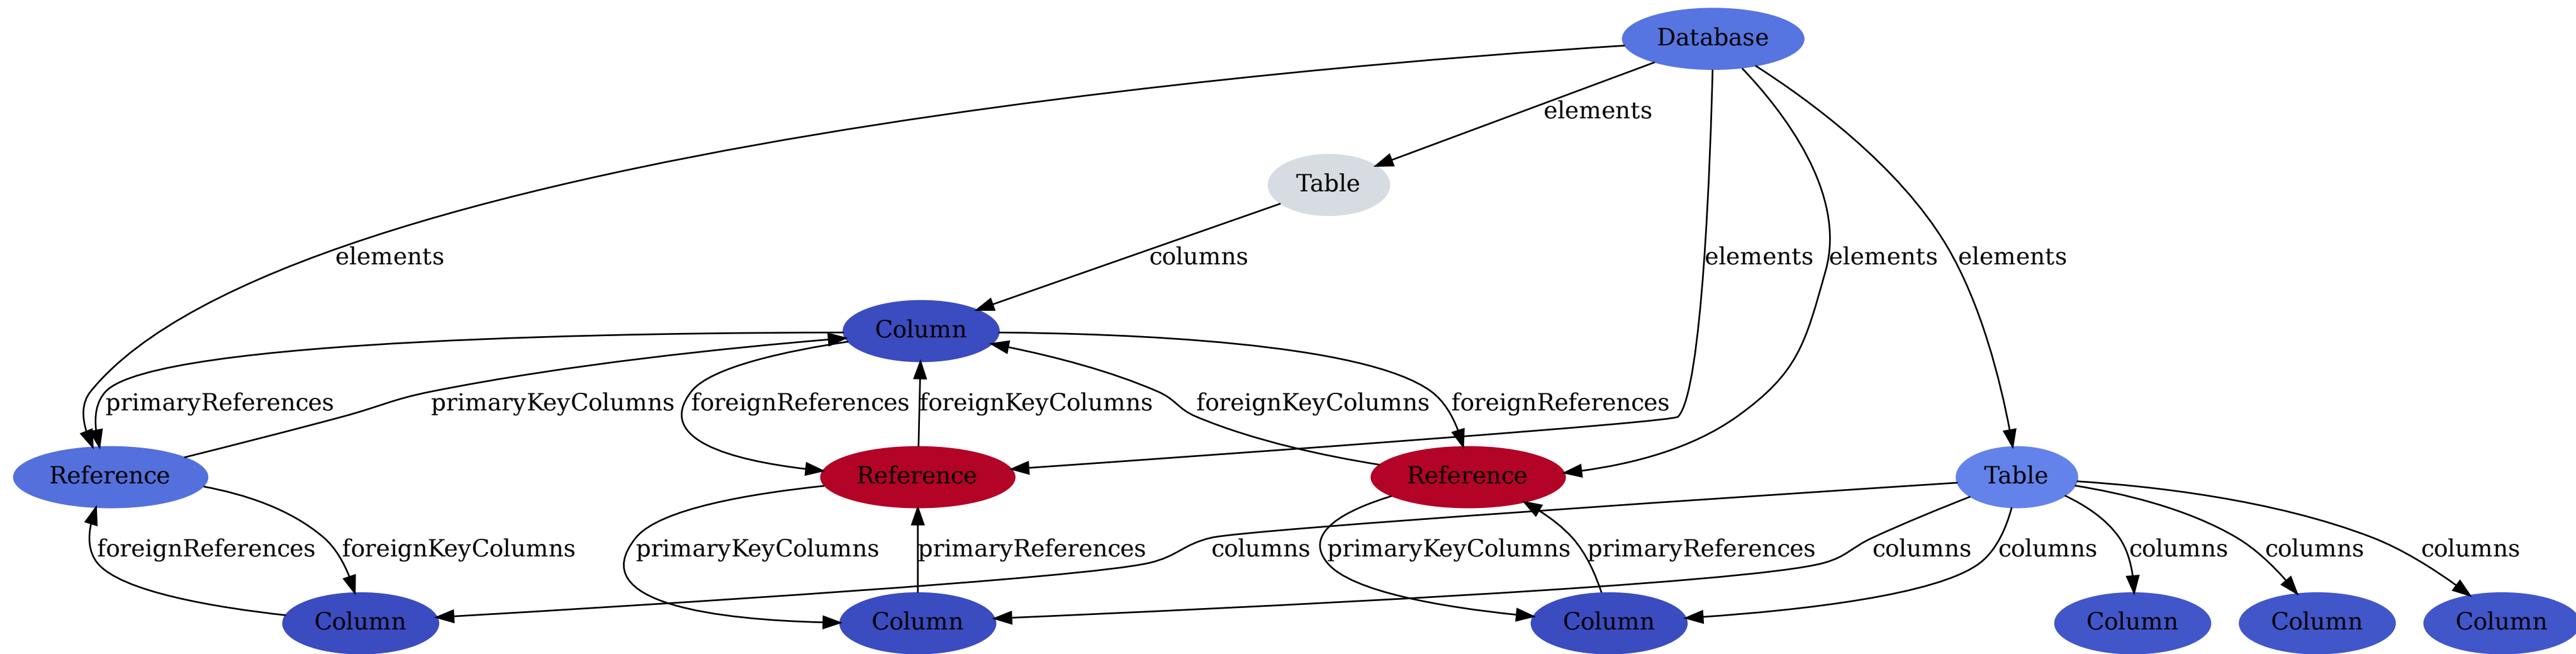 Database
elements
Table
elements
columns
elements
elements
elements
Column
primaryReferences
primaryKeyColumns
foreignReferences
foreignKeyColumns
foreignKeyColumns
foreignReferences
Reference
Reference
Reference
Table
foreignReferences
foreignKeyColumns
primaryKeyColumns
primaryReferences
columns
primaryKeyColumns
primaryReferences
columns
columns
columns
columns
columns
Column
Column
Column
Column
Column
Column